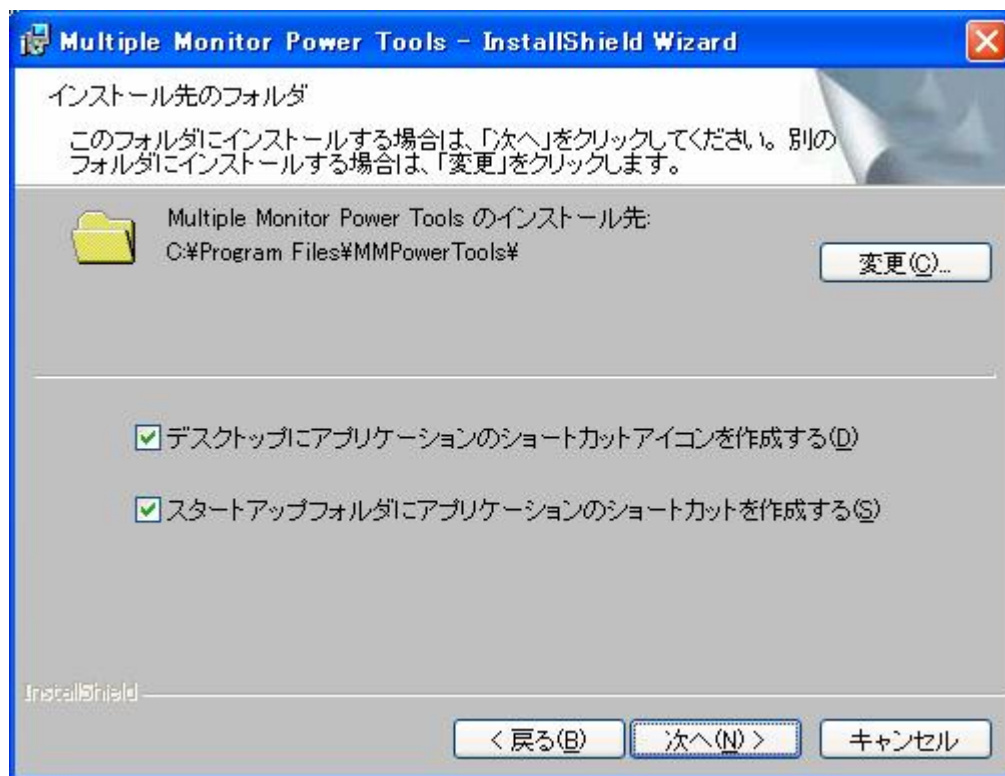 Multiple Monitor Power Tools - InstallShield Wizard
インストール先のフォルダ
このフォルダにインストールする場合は、「次へ」をクリックしてください。別の
フォルダにインストールする場合は、「変更」をクリックします。
Multiple Monitor Power Tools のインストール先:
C:¥Program Files¥MMPowerTools¥
変更(C)...
デスクトップにアプリケーションのショートカットアイコンを作成する(D)
スタートアップフォルダにアプリケーションのショートカットを作成する(S)
InstallShield
< 戻る(B)
次へ(N) >
キャンセル